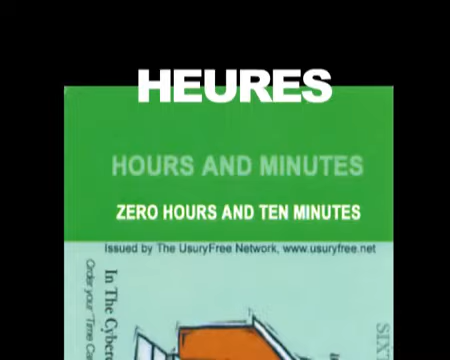 HEURES
HOURS AND MINUTES
ZERO HOURS AND TEN MINUTES
Issued by The UsuryFree Network, www.usuryfree.net
In The Cyberc
Order your 'Time Ca
SIXT